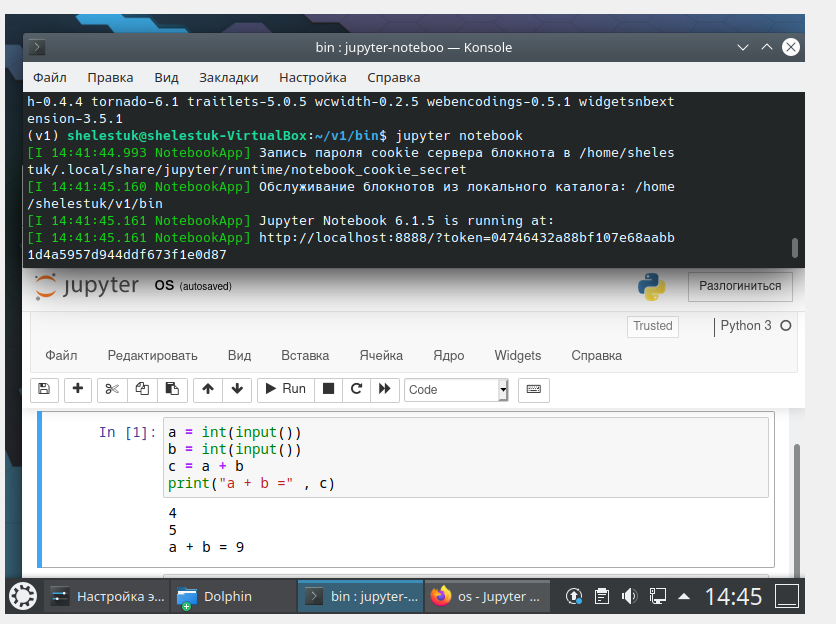 bin : jupyter-noteboo — Konsole
Файл Правка Вид Закладки Настройка Справка
h-0.4.4 tornado-6.1 traitlets-5.0.5 wcwidth-0.2.5 webencodings-0.5.1 widgetsnbext
ension-3.5.1
(v1) shelestuk@shelestuk-VirtualBox:~/v1/bin$ jupyter notebook
[I 14:41:44.993 NotebookApp] Запись пароля cookie сервера блокнота в /home/sheles
tuk/.local/share/jupyter/runtime/notebook_cookie_secret
[I 14:41:45.160 NotebookApp] Обслуживание блокнотов из локального каталога: /home
/shelestuk/v1/bin
[I 14:41:45.161 NotebookApp] Jupyter Notebook 6.1.5 is running at:
[I 14:41:45.161 NotebookApp] http://localhost:8888/?token=04746432a88bf107e68aabb
1d4a5957d944ddf673f1e0d87
jupyter OS (autosaved) Разлогиниться
Trusted Python 3
Файл Редактировать Вид Вставка Ячейка Ядро Widgets Справка
Run Code
In [1]: a = int(input())
b = int(input())
c = a + b
print("a + b =" , c)
4
5
a + b = 9
Настройка э... Dolphin bin : jupyter-... os - Jupyter ... 14:45